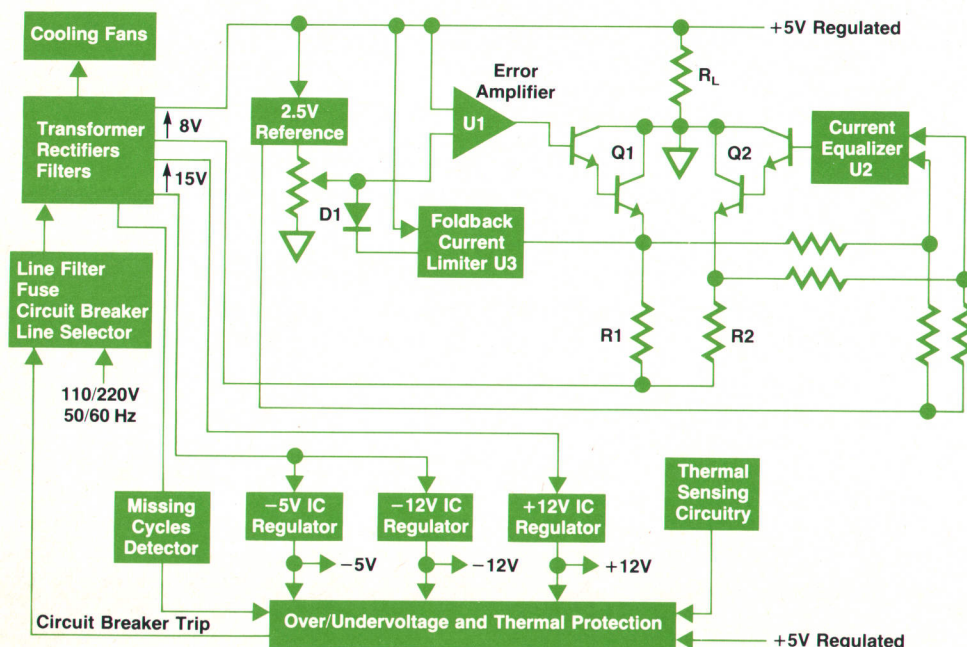 Cooling Fans
+5V Regulated
Error
Amplifier
R_L
Transformer
Rectifiers
Filters
8V
15V
2.5V
Reference
U1
Q1
Q2
Current
Equalizer
U2
D1
Foldback
Current
Limiter U3
Line Filter
Fuse
Circuit Breaker
Line Selector
R1
R2
110/220V
50/60 Hz
Missing
Cycles
Detector
−5V IC
Regulator
−12V IC
Regulator
+12V IC
Regulator
Thermal
Sensing
Circuitry
−5V
−12V
+12V
Circuit Breaker Trip
Over/Undervoltage and Thermal Protection
+5V Regulated